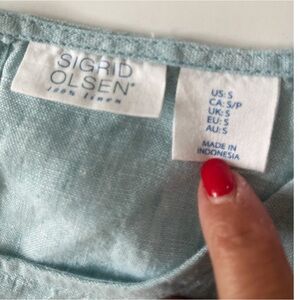 SIGRID
OLSEN®
100% linen
US: S
CA: S/P
UK: S
EU: S
AU: S
MADE IN
INDONESIA